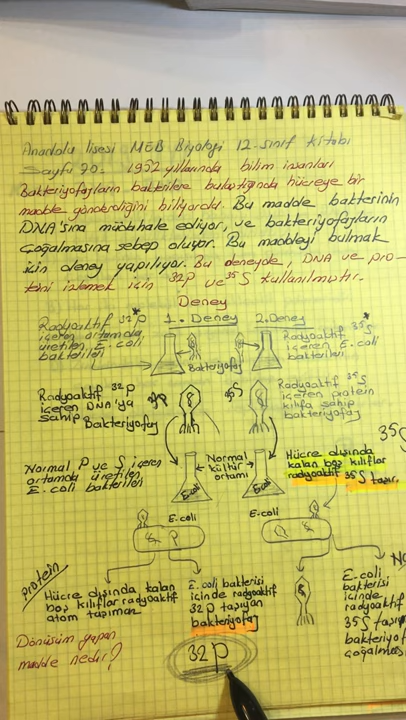 Anadolu lisesi MEB Biyoloji 12. sınıf kitabı
Sayfa 70. 1952 yıllarında bilim insanları
Bakteriyofajların baktrilere bulaştığında hücreye bir
madde gönderdiğini biliyordu. Bu madde bakterinin
DNA'sına müdahale ediyor, ve bakteriyofajların
çoğalmasına sebep oluyor. Bu maddeyi bulmak
için deney yapılıyor. Bu deneyde, DNA ve pro-
teini izlemek için 32P ve 35S kullanılmıştır.
Deney
1. Deney
2. Deney
Radyoaktif 32P
içeren ortamda
üretilen E.coli
bakterileri
Bakteriyofaj
Radyoaktif 35S
içeren E.coli
bakterileri
Radyoaktif 32P
içeren DNA'ya
sahip
Bakteriyofaj
Radyoaktif 35S
içeren protein
kılıfa sahip
bakteriyofaj
35S
Normal P ve S içeren
ortamda üretilen
E.coli bakterileri
E.coli
Normal
kültür
ortamı
E.coli
Hücre dışında
kalan boş kılıflar
radyoaktif 35S taşır.
E.coli
E.coli
protein
Hücre dışında kalan
boş kılıflar radyoaktif
atom taşımaz
E.coli bakterisi
içinde radyoaktif
32P taşıyan
bakteriyofaj
E.coli
bakterisi
içinde
radyoaktif
35S
Dönüşüm yapan
madde nedir?
32P